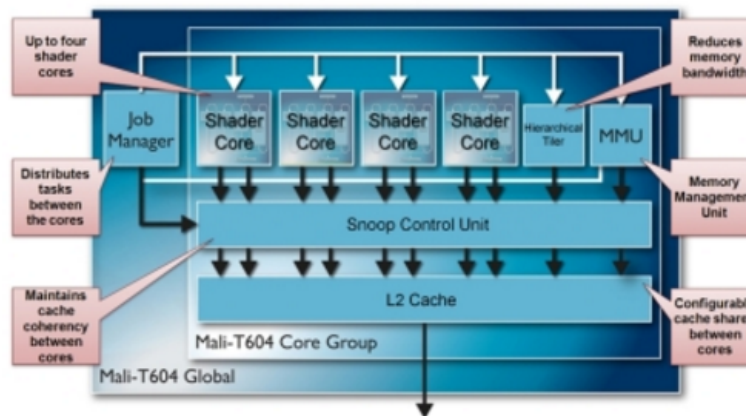 Up to four
shader
cores
Reduces
memory
bandwidth
Job
Manager
Shader
Core
Shader
Core
Shader
Core
Shader
Core
Hierarchical
Tiler
MMU
Distributes
tasks
between
the cores
Memory
Management
Unit
Snoop Control Unit
Maintains
cache
coherency
between
cores
L2 Cache
Configurable
cache share
between
cores
Mali-T604 Core Group
Mali-T604 Global